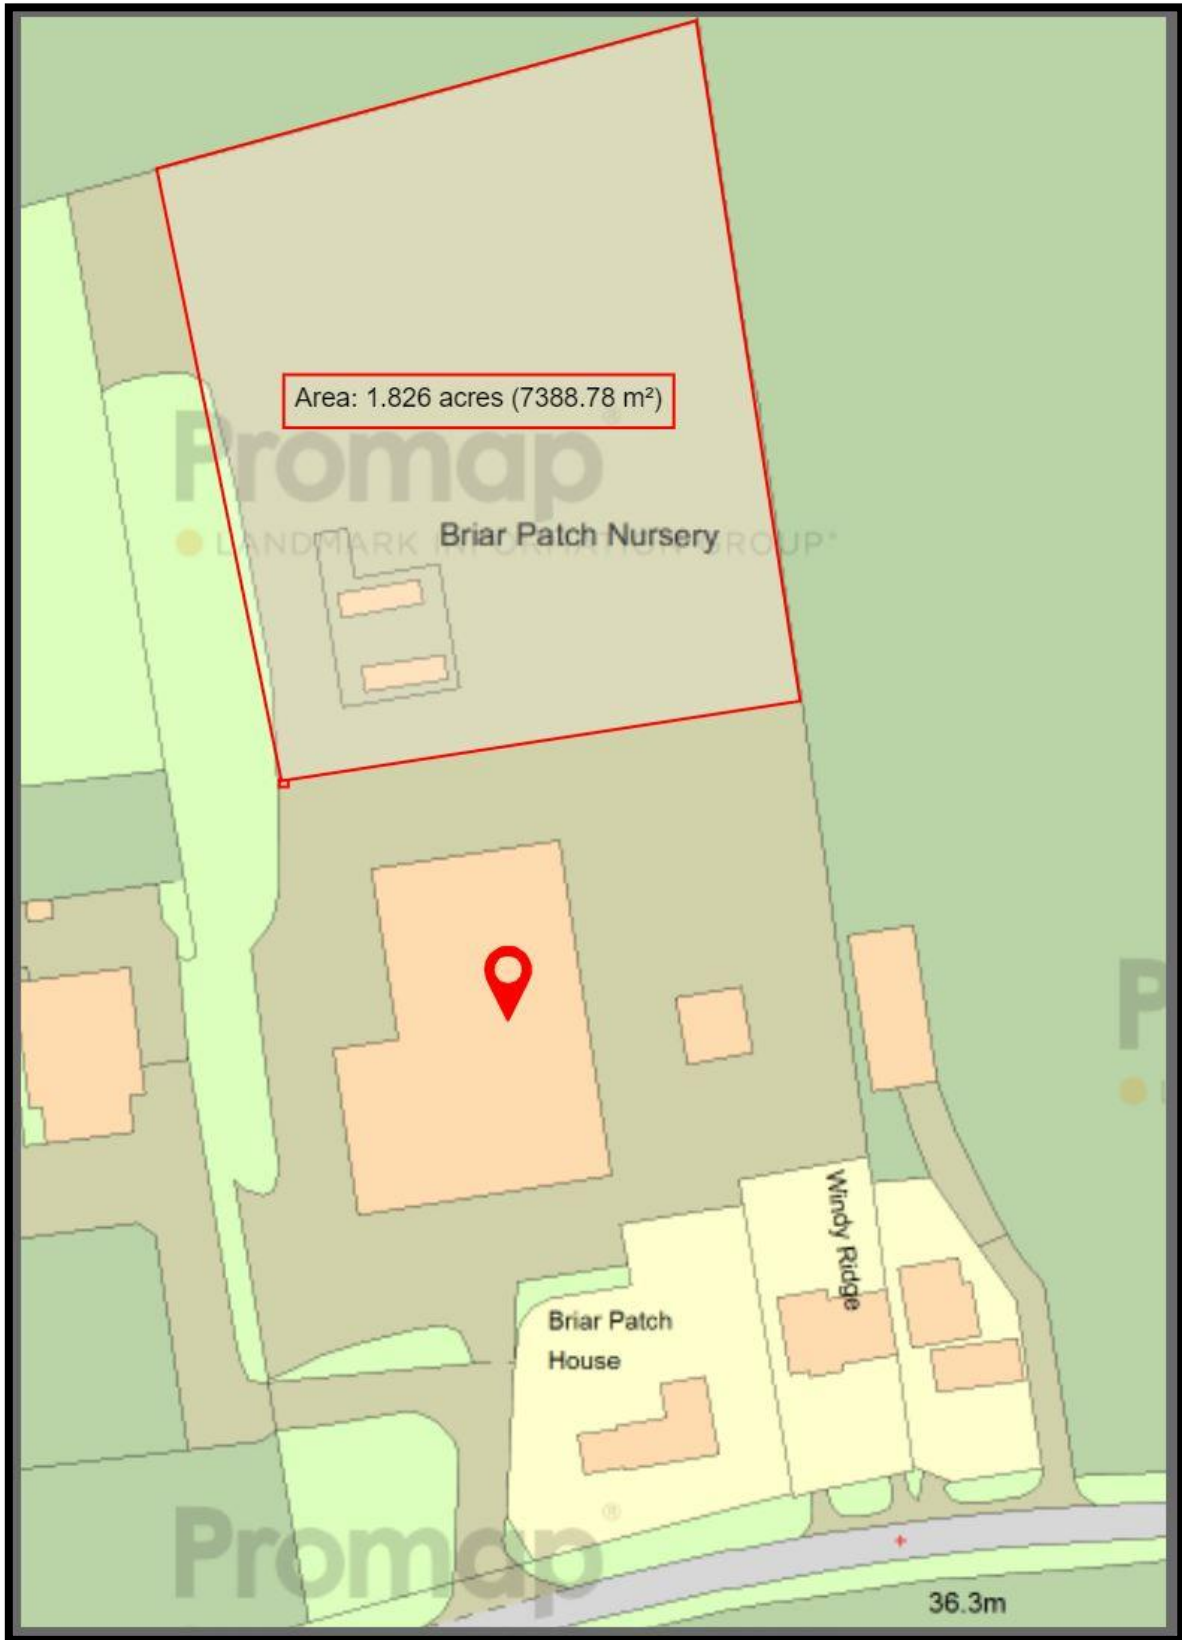 Area: 1.826 acres (7388.78 m²)
Promap®
LANDMARK INFORMATION GROUP®
Briar Patch Nursery
P
Windy Ridge
Briar Patch
House
Promap®
36.3m